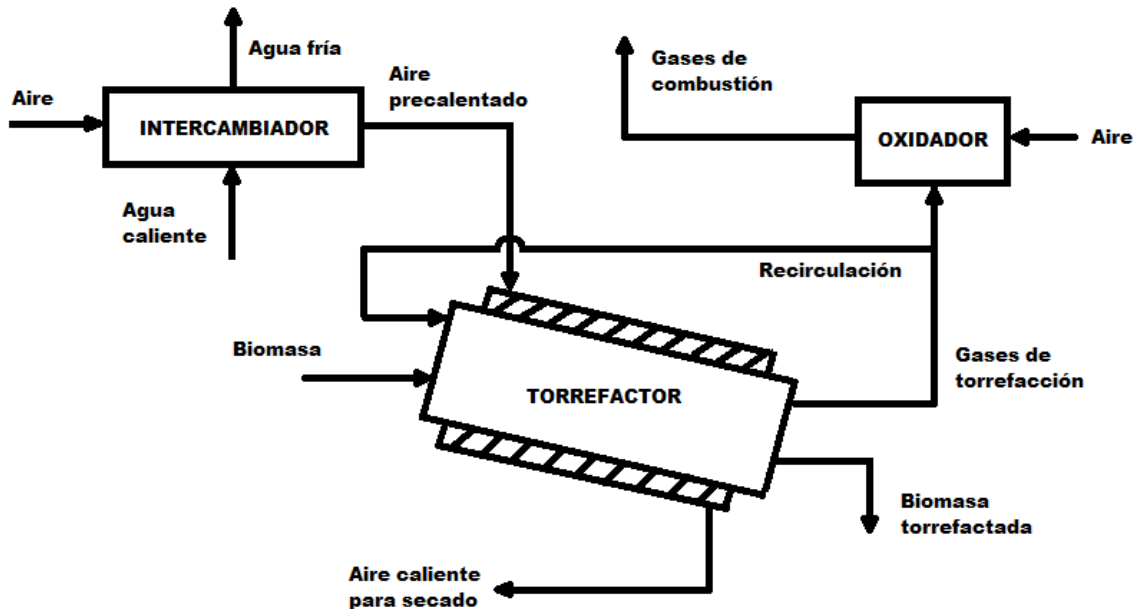 Agua fría
Gases de
combustión
Aire
precalentado
Aire
INTERCAMBIADOR
OXIDADOR
Aire
Agua
caliente
Recirculación
Biomasa
Gases de
torrefacción
TORREFACTOR
Biomasa
torrefactada
Aire caliente
para secado